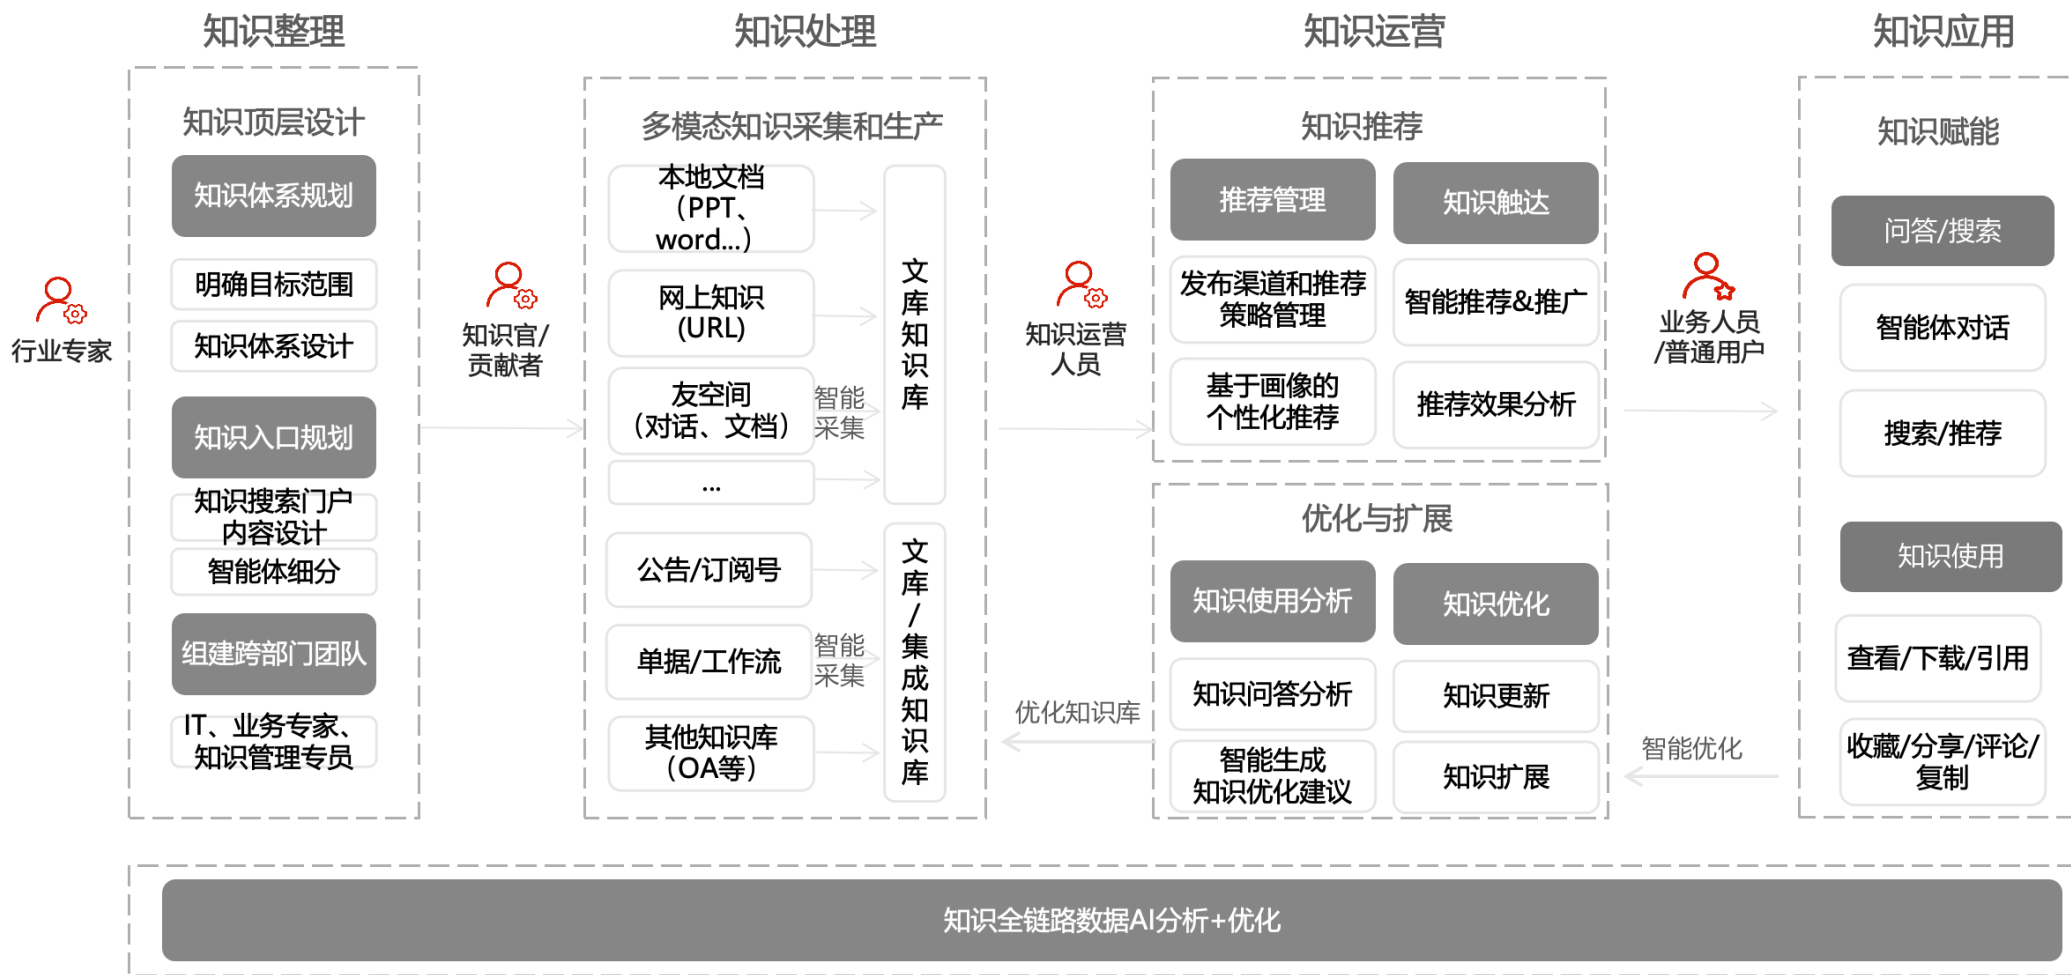 知识整理
知识处理
知识运营
知识应用
行业专家
知识顶层设计
知识体系规划
明确目标范围
知识体系设计
知识入口规划
知识搜索门户
内容设计
智能体细分
组建跨部门团队
IT、业务专家、
知识管理专员
知识官/
贡献者
多模态知识采集和生产
本地文档
（PPT、
word...）
网上知识
(URL)
友空间
（对话、文档）
智能
采集
...
文库知识库
公告/订阅号
单据/工作流
智能
采集
其他知识库
（OA等）
文库/集成知识库
知识运营
人员
知识推荐
推荐管理
知识触达
发布渠道和推荐
策略管理
智能推荐&推广
基于画像的
个性化推荐
推荐效果分析
优化与扩展
知识使用分析
知识优化
知识问答分析
知识更新
智能生成
知识优化建议
知识扩展
优化知识库
业务人员
/普通用户
智能优化
知识赋能
问答/搜索
智能体对话
搜索/推荐
知识使用
查看/下载/引用
收藏/分享/评论/
复制
知识全链路数据AI分析+优化